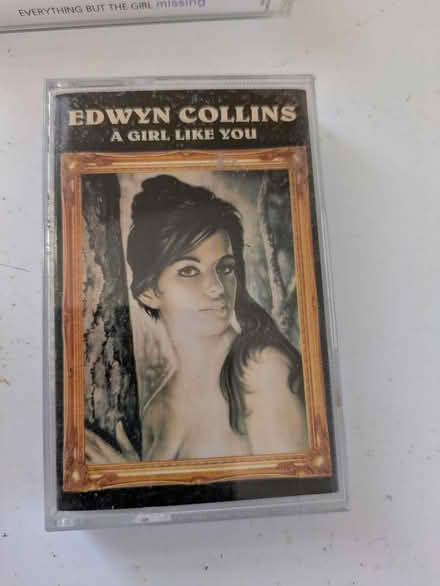 EVERYTHING BUT THE GIRL missing
EDWYN COLLINS
A GIRL LIKE YOU